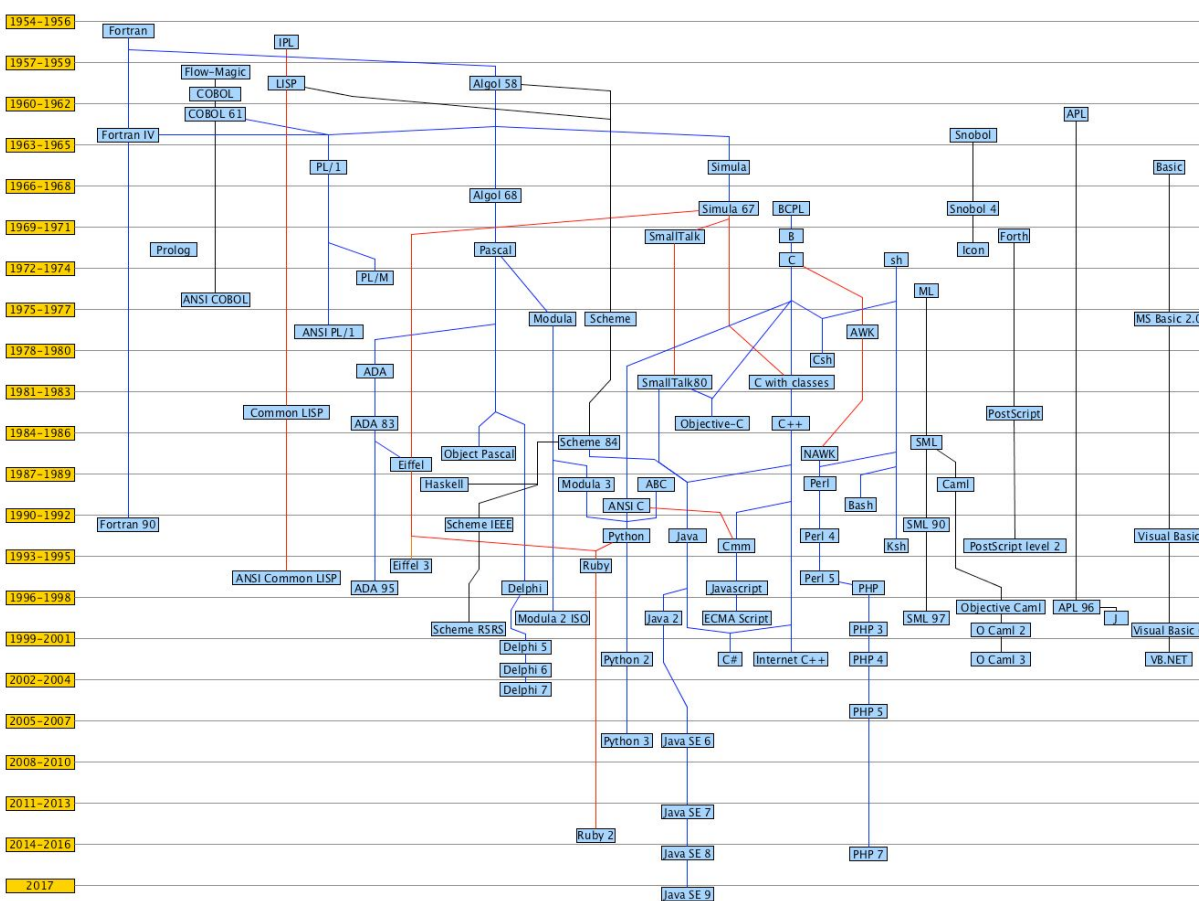 1954-1956
Fortran
IPL
1957-1959
Flow-Magic
LISP
Algol 58
COBOL
1960-1962
COBOL 61
APL
Fortran IV
Snobol
1963-1965
PL/1
Simula
Basic
1966-1968
Algol 68
Simula 67
BCPL
Snobol 4
1969-1971
SmallTalk
B
Forth
Prolog
Pascal
Icon
C
sh
1972-1974
PL/M
ML
ANSI COBOL
1975-1977
Modula
Scheme
MS Basic 2.0
ANSI PL/1
AWK
1978-1980
Csh
ADA
SmallTalk80
C with classes
1981-1983
Common LISP
PostScript
ADA 83
Objective-C
C++
1984-1986
Scheme 84
SML
Object Pascal
NAWK
Eiffel
1987-1989
Haskell
Modula 3
ABC
Perl
Caml
ANSI C
Bash
1990-1992
Fortran 90
Scheme IEEE
SML 90
Python
Java
Perl 4
Visual Basic
Cmm
Ksh
PostScript level 2
1993-1995
Eiffel 3
Ruby
ANSI Common LISP
Perl 5
ADA 95
Delphi
Javascript
PHP
1996-1998
Objective Caml
APL 96
Modula 2 ISO
Java 2
ECMA Script
SML 97
J
Scheme R5RS
PHP 3
O Caml 2
Visual Basic
1999-2001
Delphi 5
Python 2
C#
Internet C++
PHP 4
O Caml 3
VB.NET
Delphi 6
2002-2004
Delphi 7
PHP 5
2005-2007
Python 3
Java SE 6
2008-2010
2011-2013
Java SE 7
Ruby 2
2014-2016
Java SE 8
PHP 7
2017
Java SE 9